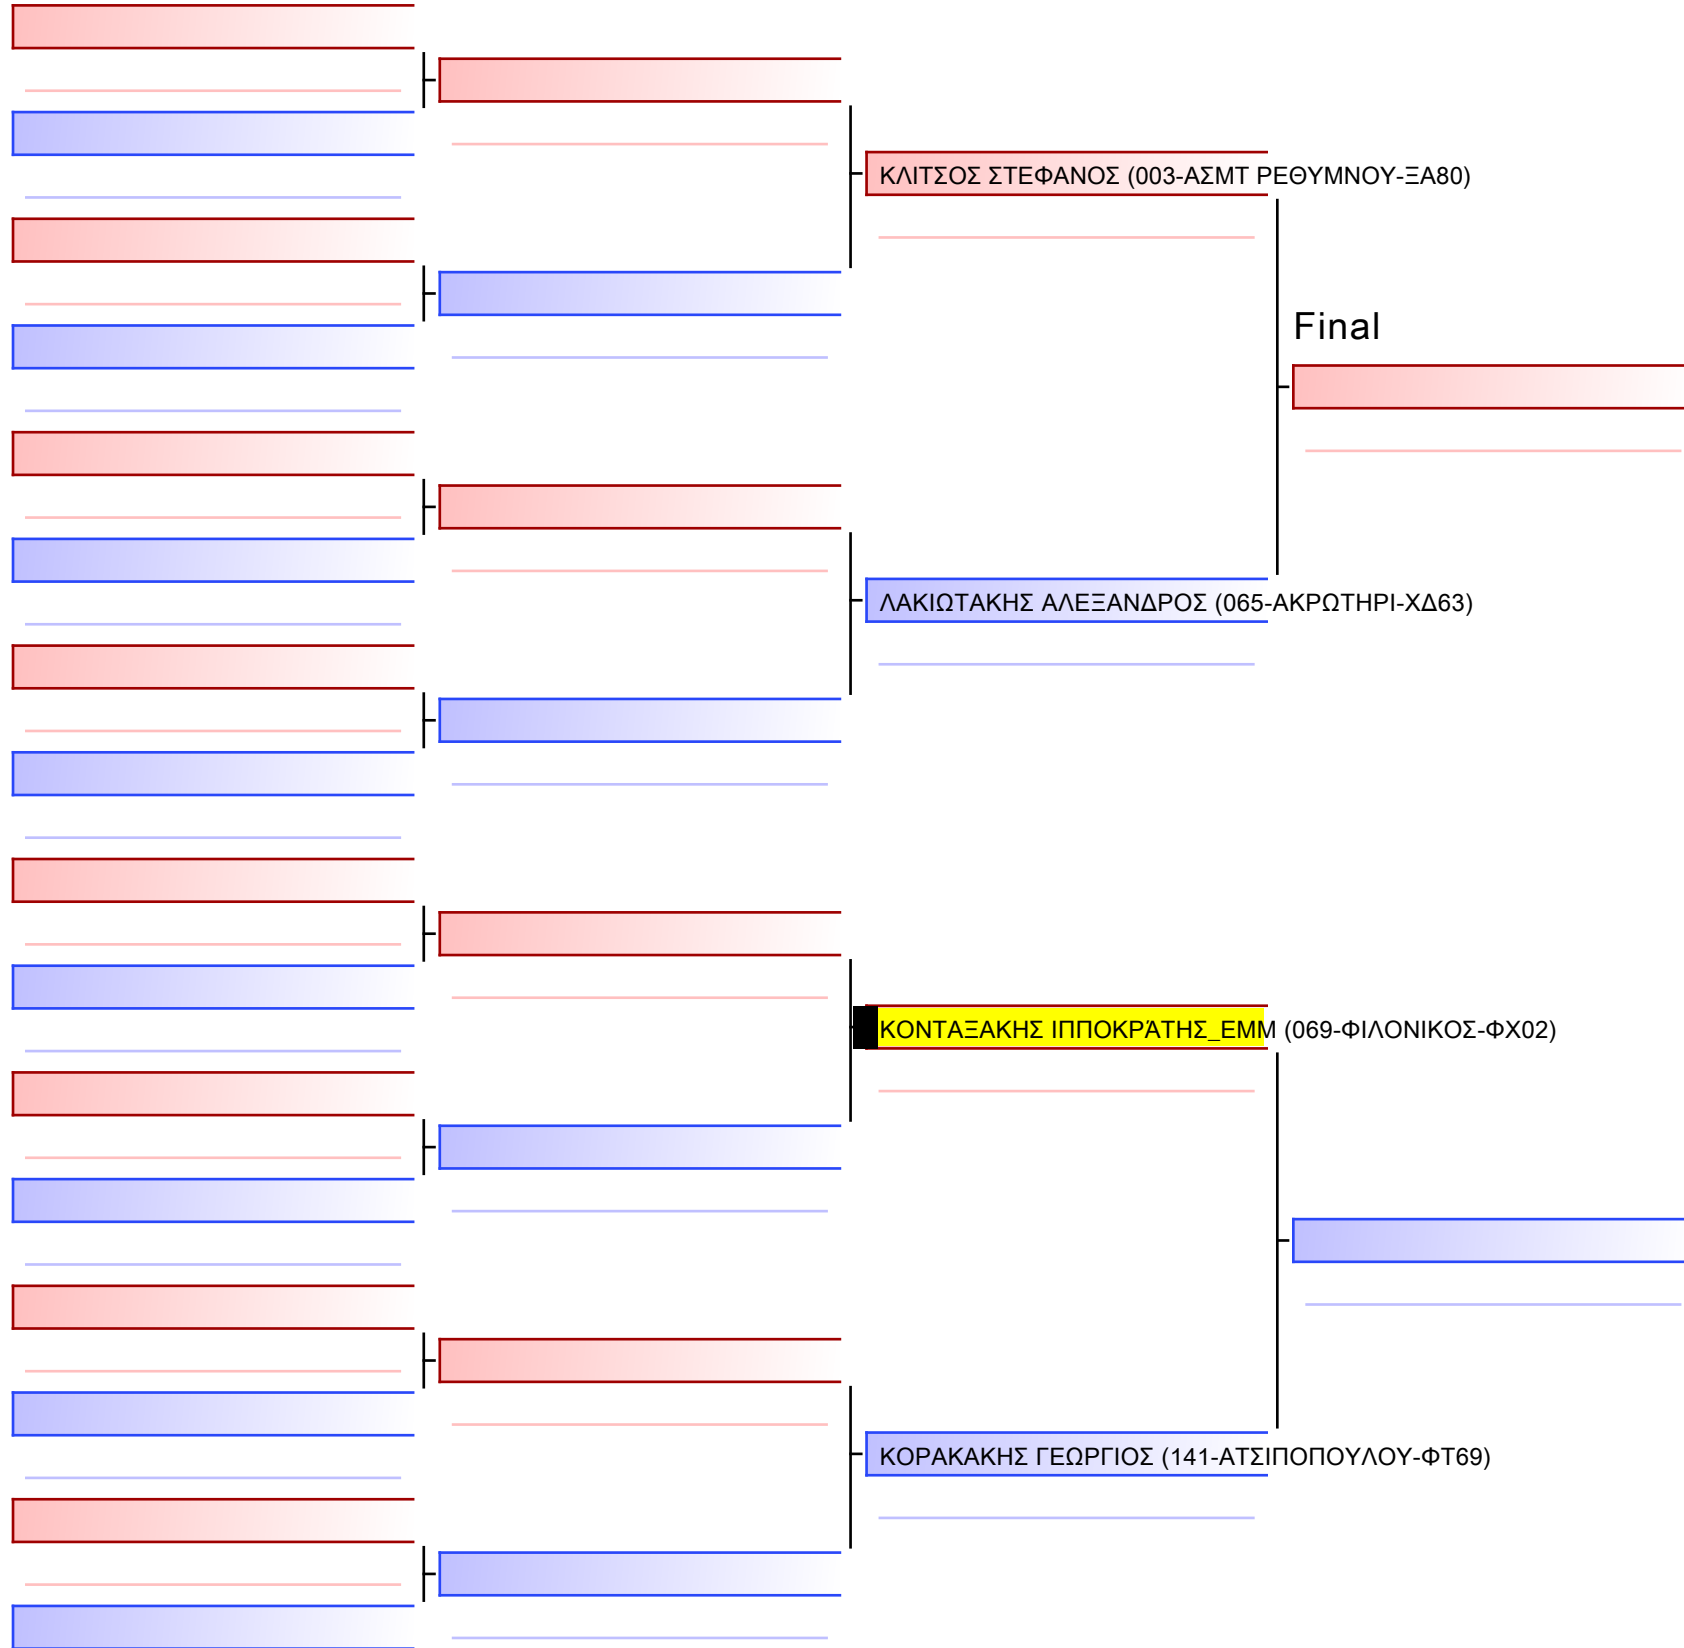 ΚΛΙΤΣΟΣ ΣΤΕΦΑΝΟΣ (003-ΑΣΜΤ ΡΕΘΥΜΝΟΥ-ΞΑ80)
Final
ΛΑΚΙΩΤΑΚΗΣ ΑΛΕΞΑΝΔΡΟΣ (065-ΑΚΡΩΤΗΡΙ-ΧΔ63)
ΚΟΝΤΑΞΑΚΗΣ ΙΠΠΟΚΡΆΤΗΣ_ΕΜΜ (069-ΦΙΛΟΝΙΚΟΣ-ΦΧ02)
ΚΟΡΑΚΑΚΗΣ ΓΕΩΡΓΙΟΣ (141-ΑΤΣΙΠΟΠΟΥΛΟΥ-ΦΤ69)